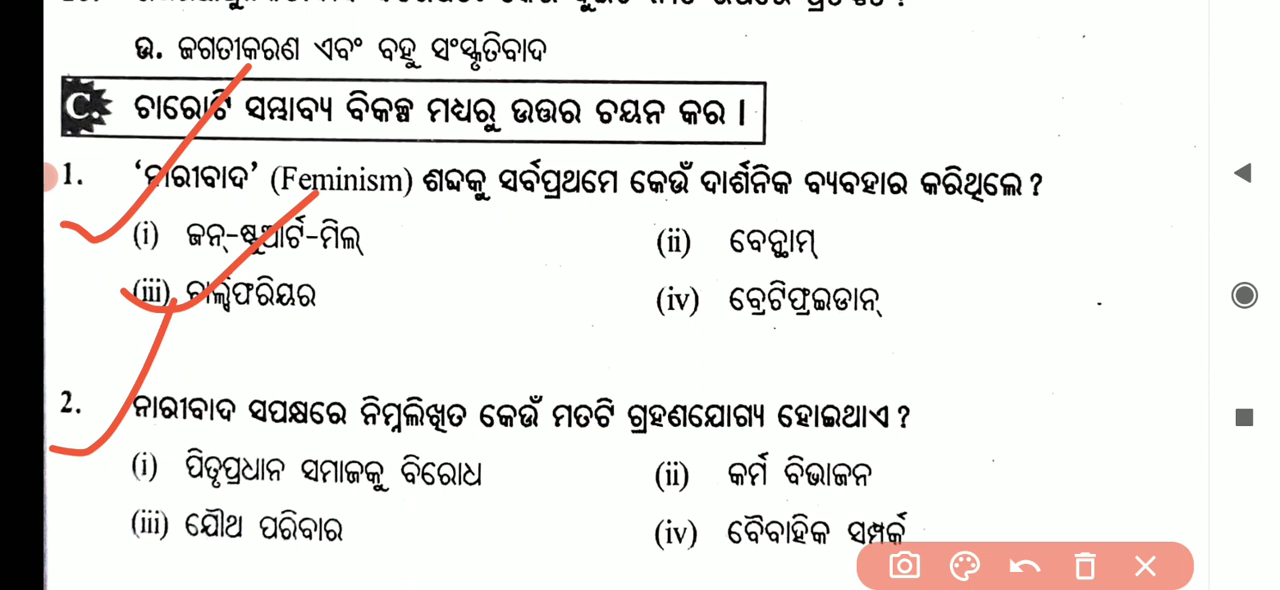 ଉ. ଜଗତୀକରଣ ଏବଂ ବହୁ ସଂସ୍କୃତିବାଦ
C. ଚାରୋଟି ସମ୍ଭାବ୍ୟ ବିକଳ୍ପ ମଧ୍ୟରୁ ଉତ୍ତର ଚୟନ କର ।
1. ‘ନାରୀବାଦ’ (Feminism) ଶବ୍ଦକୁ ସର୍ବପ୍ରଥମେ କେଉଁ ଦାର୍ଶନିକ ବ୍ୟବହାର କରିଥିଲେ ?
(i) ଜନ୍-ଷ୍ଟୁଆର୍ଟ-ମିଲ୍ (ii) ବେନ୍ଥାମ୍
(iii) ଚାର୍ଲ୍ସଫରିୟର (iv) ବ୍ରେଟିଫ୍ରଇଡାନ୍
2. ନାରୀବାଦ ସପକ୍ଷରେ ନିମ୍ନଲିଖିତ କେଉଁ ମତଟି ଗ୍ରହଣଯୋଗ୍ୟ ହୋଇଥାଏ ?
(i) ପିତୃପ୍ରଧାନ ସମାଜକୁ ବିରୋଧ (ii) କର୍ମ ବିଭାଜନ
(iii) ଯୌଥ ପରିବାର (iv) ବୈବାହିକ ସମ୍ପର୍କ